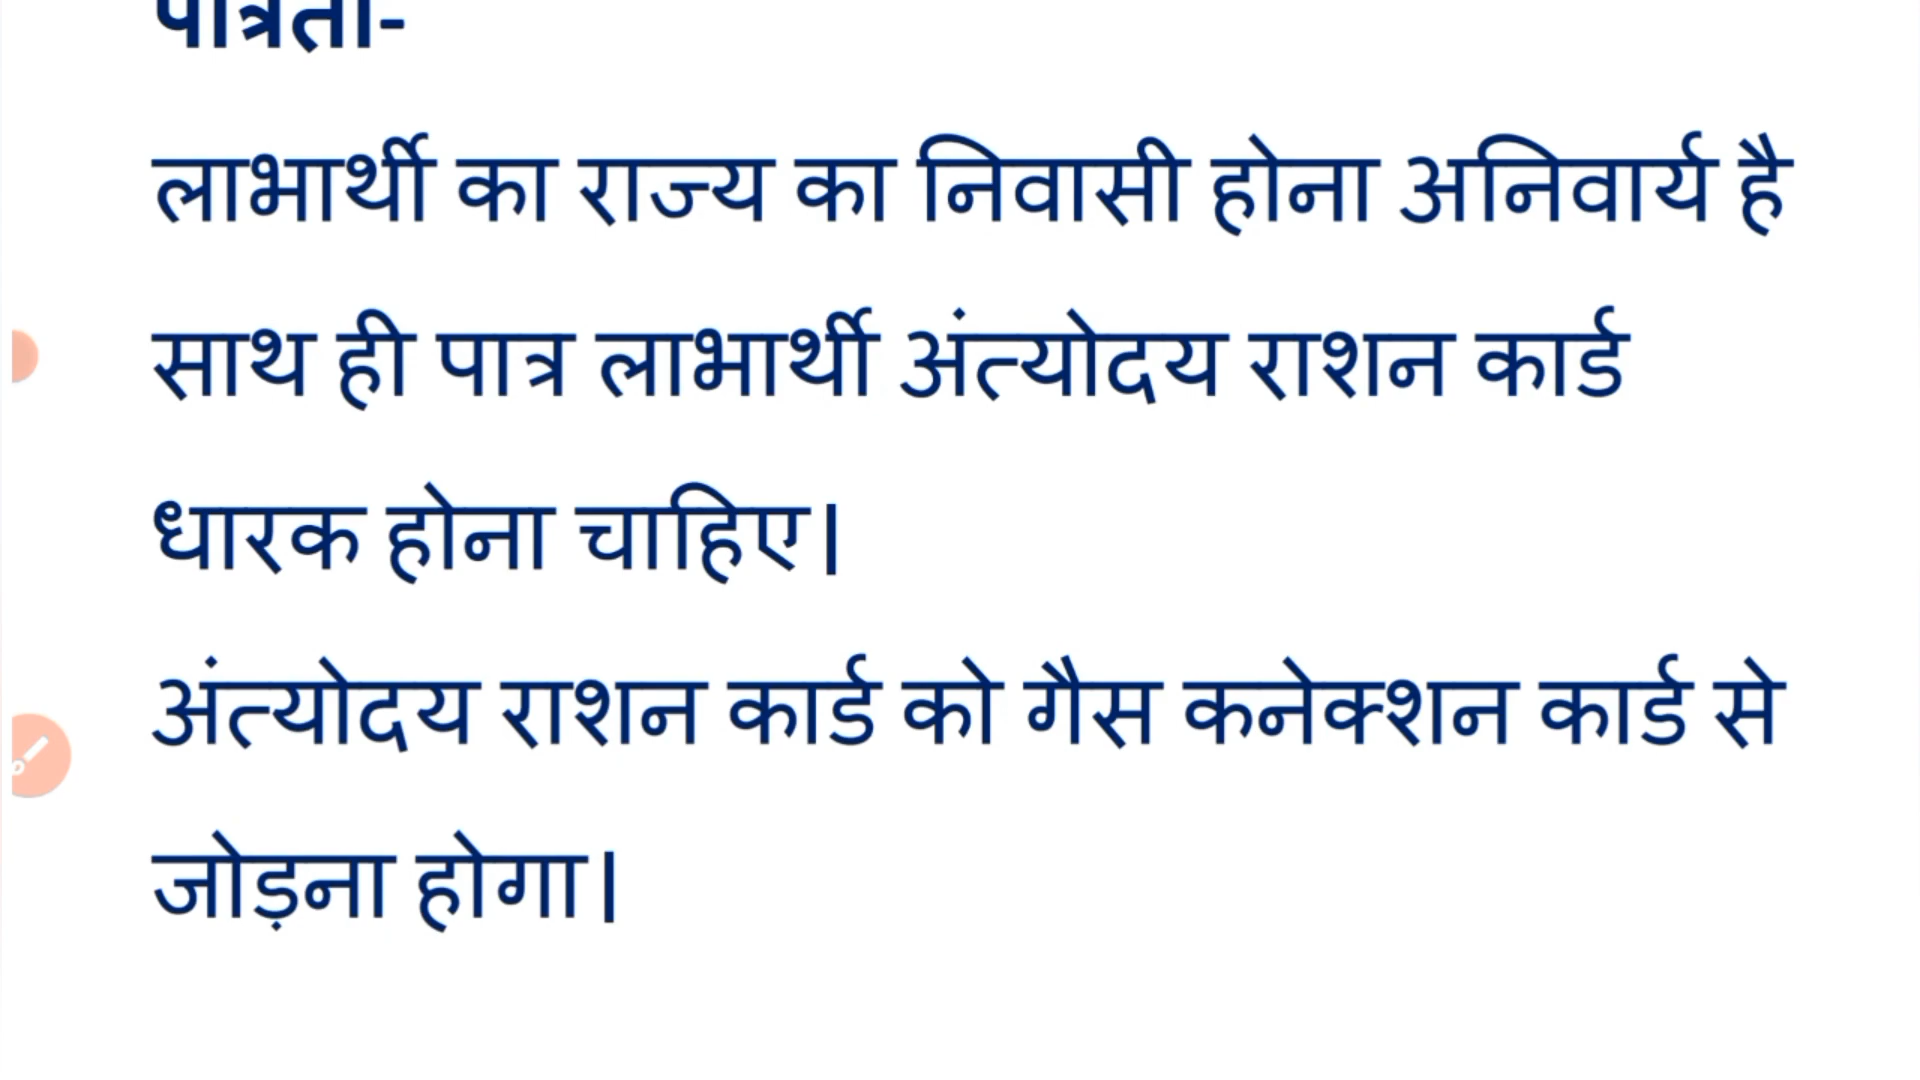 पात्रता-
लाभार्थी का राज्य का निवासी होना अनिवार्य है
साथ ही पात्र लाभार्थी अंत्योदय राशन कार्ड
धारक होना चाहिए।
अंत्योदय राशन कार्ड को गैस कनेक्शन कार्ड से
जोड़ना होगा।